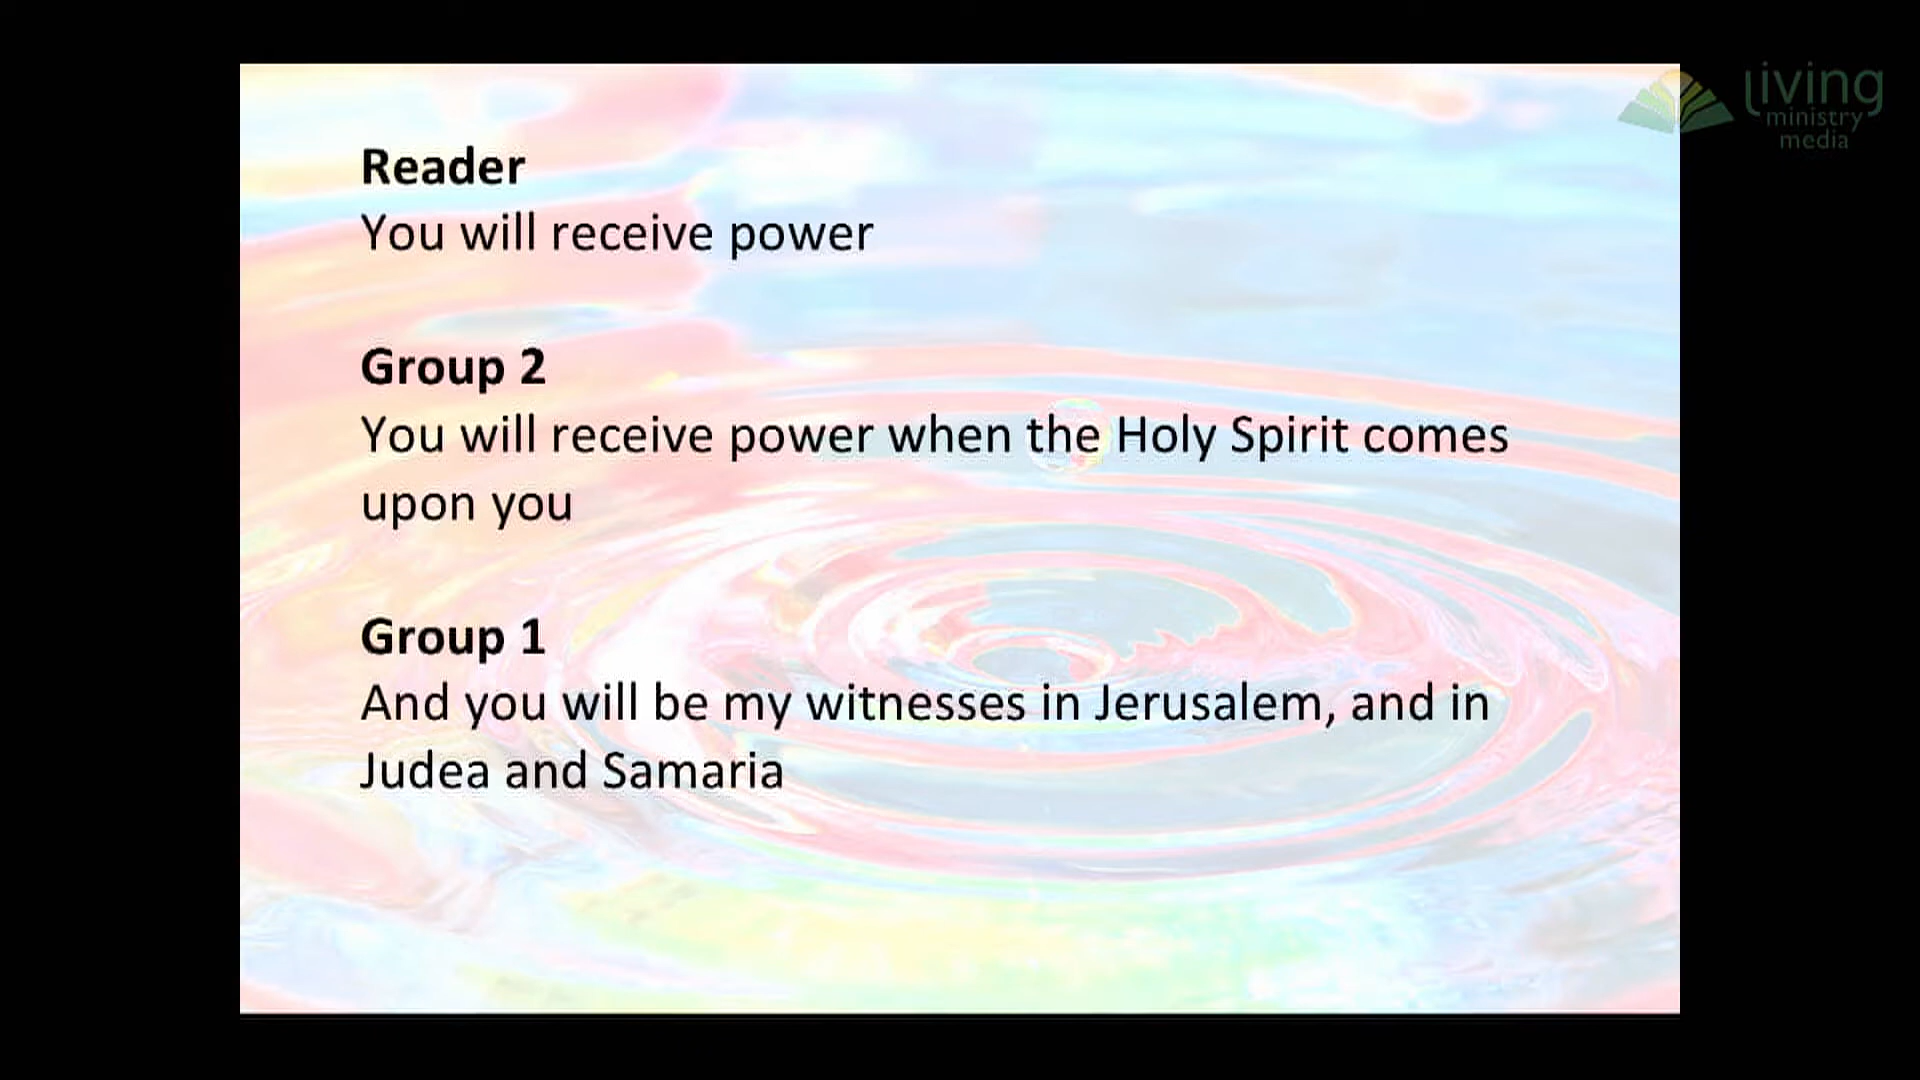 Reader
You will receive power
Group 2
You will receive power when the Holy Spirit comes
upon you
Group 1
And you will be my witnesses in Jerusalem, and in
Judea and Samaria
living
ministry
media